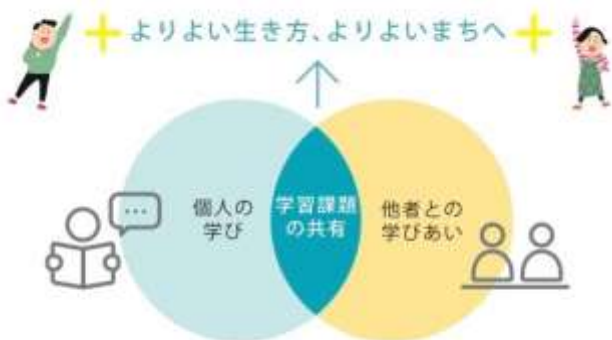 +よりよい生き方、よりよいまちへ+
個人の
学び
学習課題
の共有
他者との
学びあい